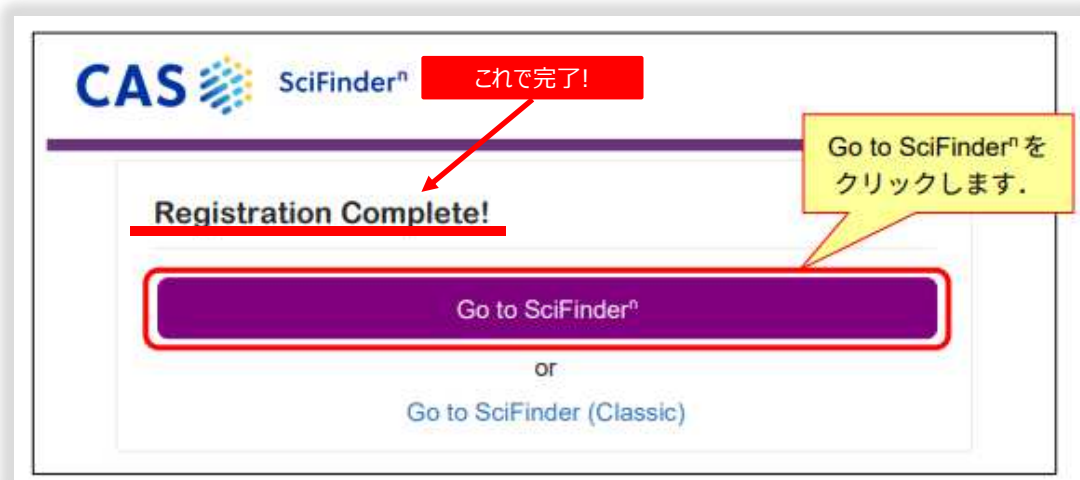 CAS SciFinderⁿ
これで完了!
Go to SciFinderⁿ を
クリックします．
Registration Complete!
Go to SciFinderⁿ
or
Go to SciFinder (Classic)